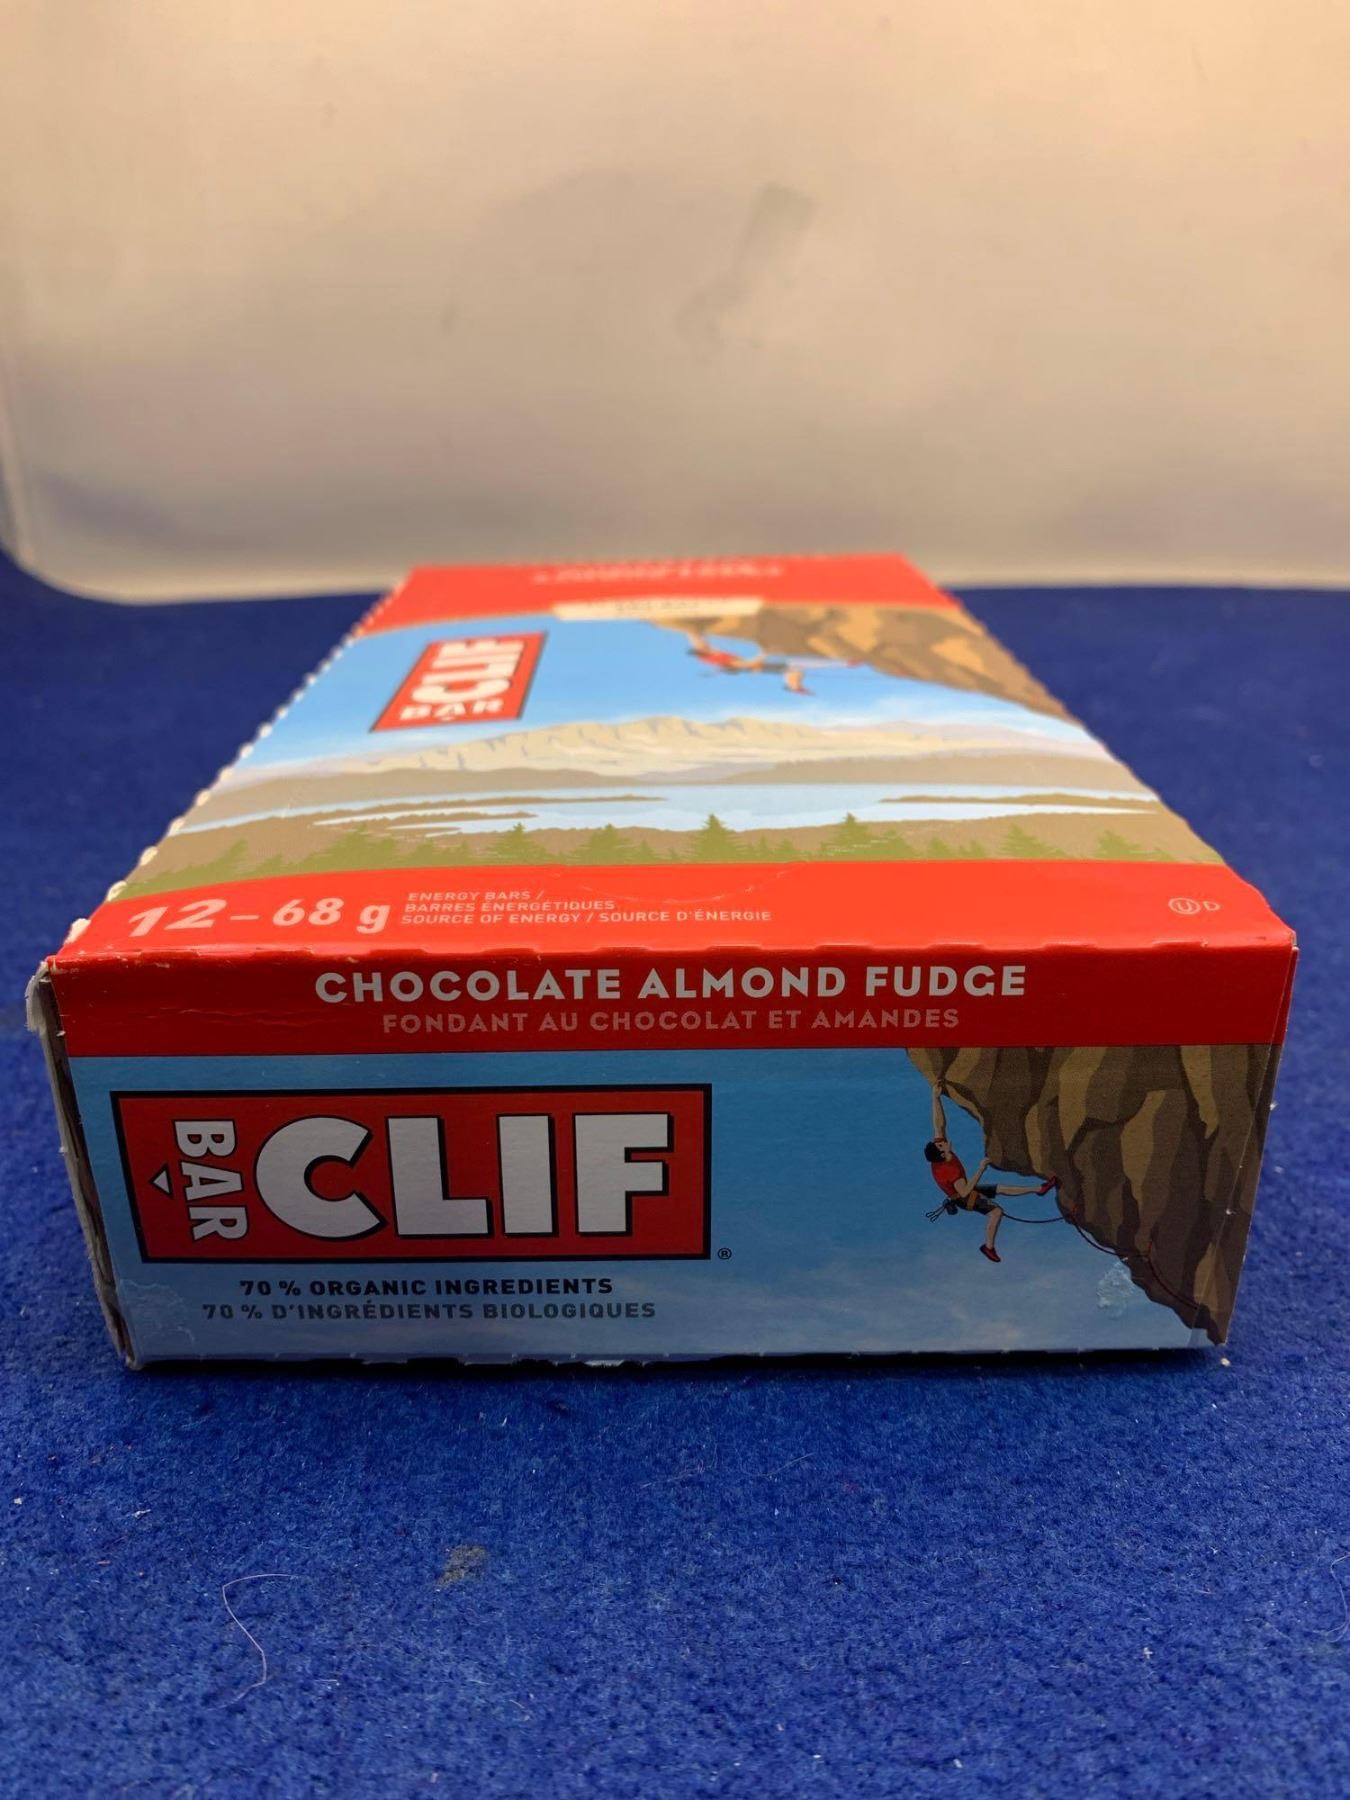 CLIF
BAR
12-68 g
ENERGY BARS /
BARRES ÉNERGÉTIQUES
SOURCE OF ENERGY / SOURCE D'ÉNERGIE
U D
CHOCOLATE ALMOND FUDGE
FONDANT AU CHOCOLAT ET AMANDES
BAR
CLIF
®
70 % ORGANIC INGREDIENTS
70 % D'INGRÉDIENTS BIOLOGIQUES